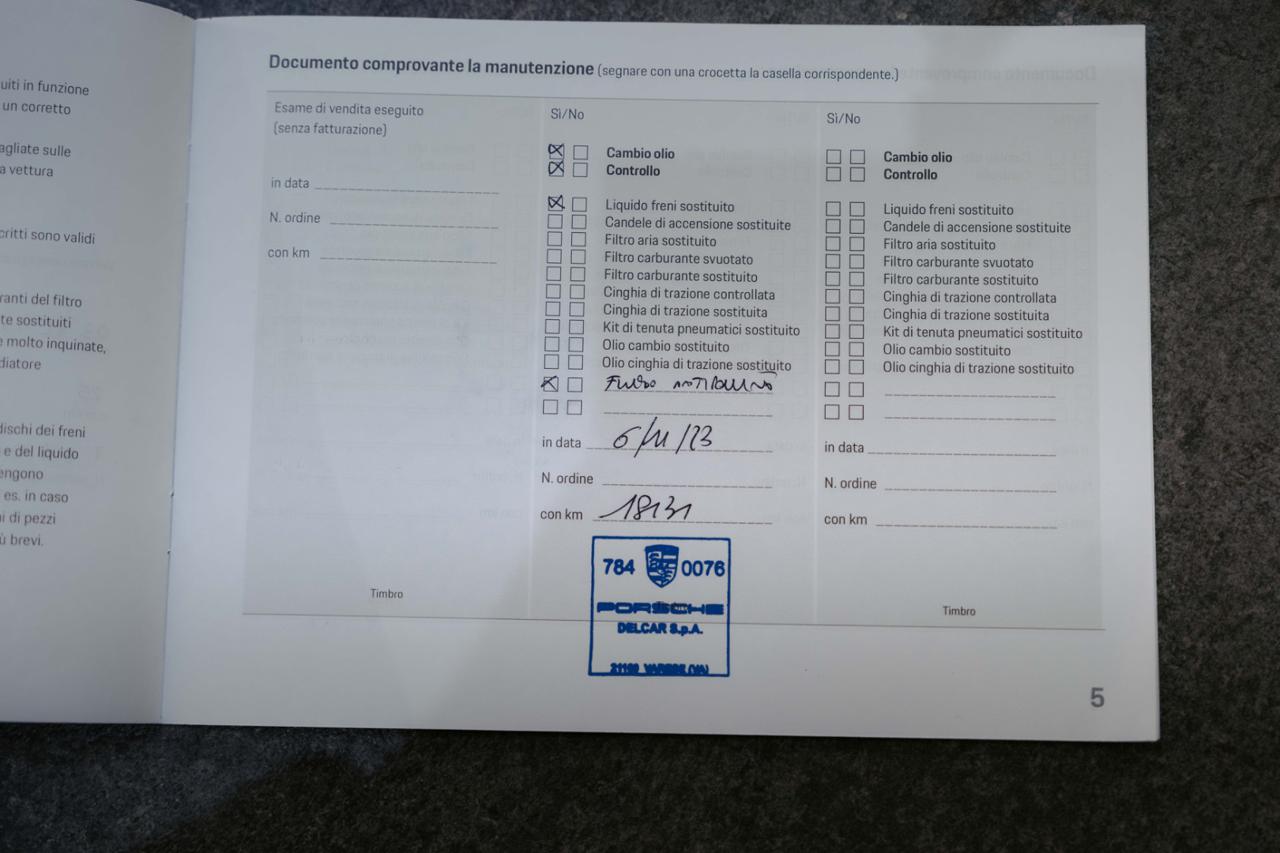 uiti in funzione
un corretto
agliate sulle
a vettura
critti sono validi
ranti del filtro
te sostituiti
e molto inquinate,
diatore
dischi dei freni
e del liquido
engono
es. in caso
ni di pezzi
ù brevi.
Documento comprovante la manutenzione (segnare con una crocetta la casella corrispondente.)
Esame di vendita eseguito
(senza fatturazione)
in data
N. ordine
con km
Timbro
Sì/No
Cambio olio
Controllo
Liquido freni sostituito
Candele di accensione sostituite
Filtro aria sostituito
Filtro carburante svuotato
Filtro carburante sostituito
Cinghia di trazione controllata
Cinghia di trazione sostituita
Kit di tenuta pneumatici sostituito
Olio cambio sostituito
Olio cinghia di trazione sostituito
in data 6/11/23
N. ordine
con km 18131
784 0076
PORSCHE
DELCAR S.p.A.
21100 VARESE (VA)
Sì/No
Cambio olio
Controllo
Liquido freni sostituito
Candele di accensione sostituite
Filtro aria sostituito
Filtro carburante svuotato
Filtro carburante sostituito
Cinghia di trazione controllata
Cinghia di trazione sostituita
Kit di tenuta pneumatici sostituito
Olio cambio sostituito
Olio cinghia di trazione sostituito
in data
N. ordine
con km
Timbro
5